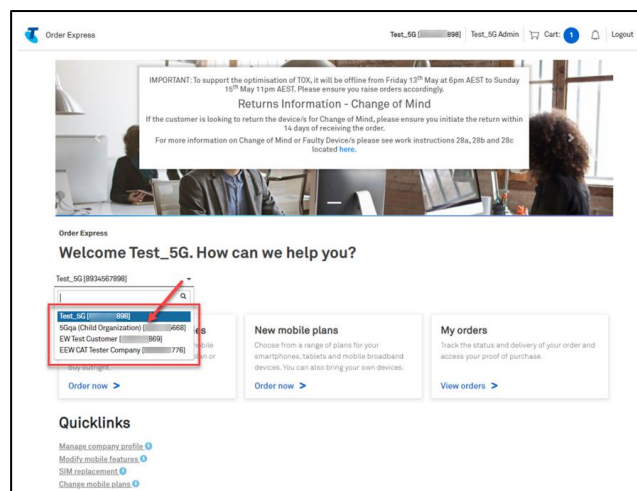 Order Express
Test_5G [ 898] Test_5G Admin Cart: 1 Logout
IMPORTANT: To support the optimisation of TOX, it will be offline from Friday 13th May at 6pm AEST to Sunday
15th May 11pm AEST. Please ensure you raise orders accordingly.
Returns Information - Change of Mind
If the customer is looking to return the device/s for Change of Mind, please ensure you initiate the return within
14 days of receiving the order.
For more information on Change of Mind or Faulty Device/s please see work instructions 28a, 28b and 28c
located here.
Order Express
Welcome Test_5G. How can we help you?
Test_5G [8934567898]
Test_5G [ 898]
5Gqa (Child Organization) [ 668]
EW Test Customer [ 869]
EEW CAT Tester Company [ 776]
buy outright.
Order now >
New mobile plans
Choose from a range of plans for your
smartphones, tablets and mobile broadband
devices. You can also bring your own devices.
Order now >
My orders
Track the status and delivery of your order and
access your proof of purchase.
View orders >
Quicklinks
Manage company profile
Modify mobile features
SIM replacement
Change mobile plans